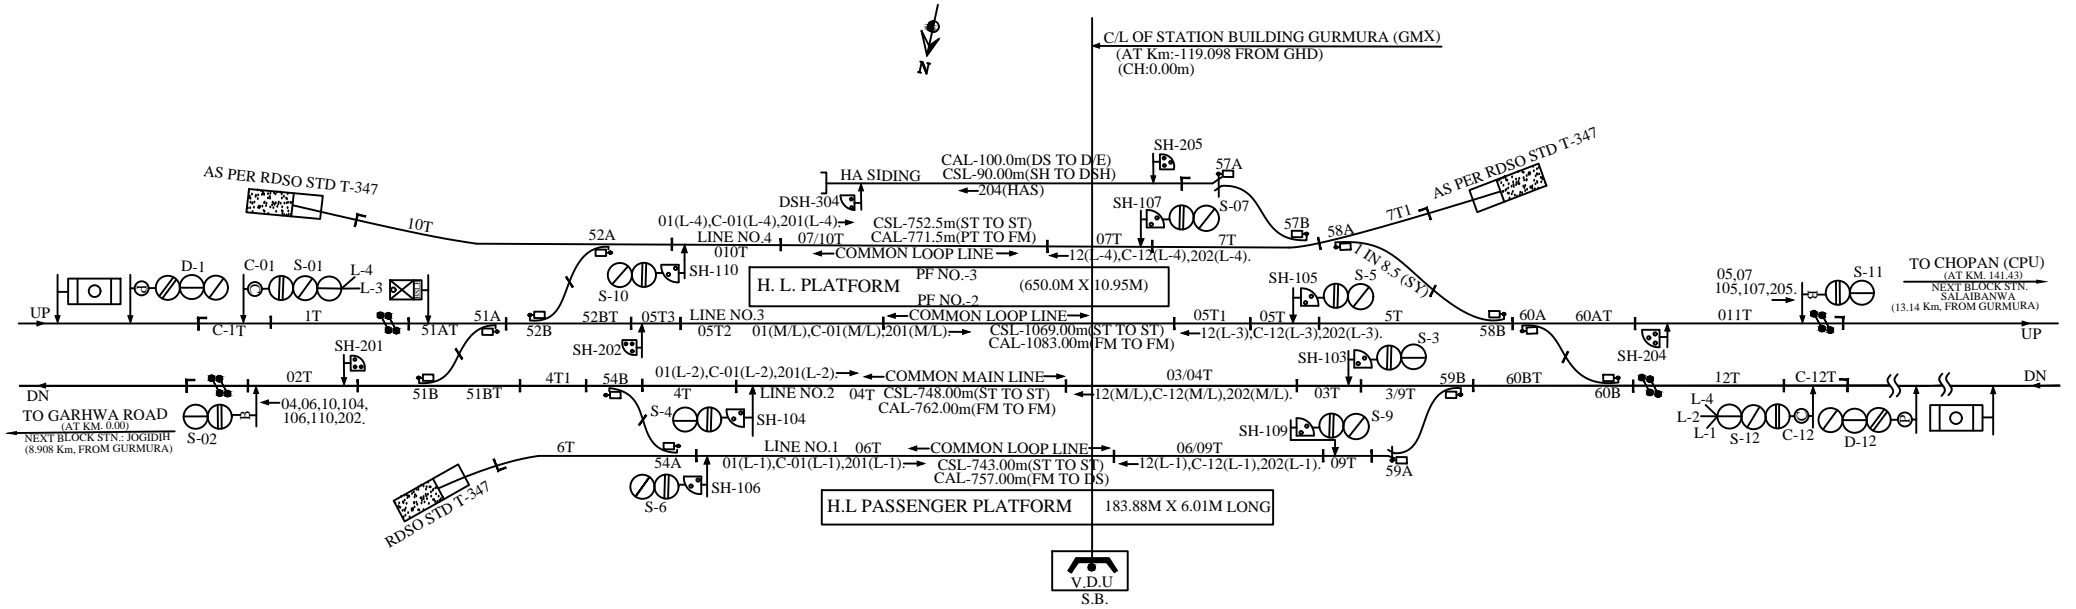 N
C/L OF STATION BUILDING GURMURA (GMX)
(AT Km:-119.098 FROM GHD)
(CH:0.00m)
AS PER RDSO STD T-347
10T
52A
HA SIDING
DSH-304
CAL-100.0m(DS TO D/E)
CSL-90.00m(SH TO DSH)
204(HAS)
SH-205
57A
S-07
SH-107
57B
58A
7T1
AS PER RDSO STD T-347
01(L-4),C-01(L-4),201(L-4).
CSL-752.5m(ST TO ST)
LINE NO.4
07/10T
CAL-771.5m(PT TO FM)
07T
7T
010T
COMMON LOOP LINE
12(L-4),C-12(L-4),202(L-4).
SH-110
S-10
H. L. PLATFORM
PF NO.-3
(650.0M X 10.95M)
PF NO.-2
SH-105
S-5
1 IN 8.5 (SY)
D-1
P
C-01
C
S-01
L-4
L-3
UP
C-1T
1T
51AT
51A
52B
52BT
05T3
LINE NO.3
05T2
01(M/L),C-01(M/L),201(M/L).
COMMON LOOP LINE
CSL-1069.00m(ST TO ST)
CAL-1083.00m(FM TO FM)
05T1
05T
12(L-3),C-12(L-3),202(L-3).
5T
58B
60A
60AT
011T
05,07
105,107,205.
B
S-11
TO CHOPAN (CPU)
(AT KM. 141.43)
NEXT BLOCK STN.
SALAIBANWA
(13.14 Km, FROM GURMURA)
UP
SH-201
SH-202
SH-204
SH-103
S-3
DN
02T
51B
51BT
4T1
54B
01(L-2),C-01(L-2),201(L-2).
4T
LINE NO.2
COMMON MAIN LINE
04T
CSL-748.00m(ST TO ST)
CAL-762.00m(FM TO FM)
12(M/L),C-12(M/L),202(M/L).
03/04T
03T
3/9T
59B
60BT
60B
12T
C-12T
DN
TO GARHWA ROAD
(AT KM. 0.00)
NEXT BLOCK STN.: JOGIDIH
(8.908 Km, FROM GURMURA)
S-02
B
04,06,10,104,
106,110,202.
S-4
SH-104
SH-109
S-9
L-4
L-2
L-1
S-12
C
C-12
D-12
P
6T
54A
LINE NO.1
01(L-1),C-01(L-1),201(L-1).
06T
COMMON LOOP LINE
CSL-743.00m(ST TO ST)
CAL-757.00m(FM TO DS)
06/09T
12(L-1),C-12(L-1),202(L-1).
09T
59A
RDSO STD T-347
S-6
SH-106
H.L PASSENGER PLATFORM
183.88M X 6.01M LONG
V.D.U
S.B.